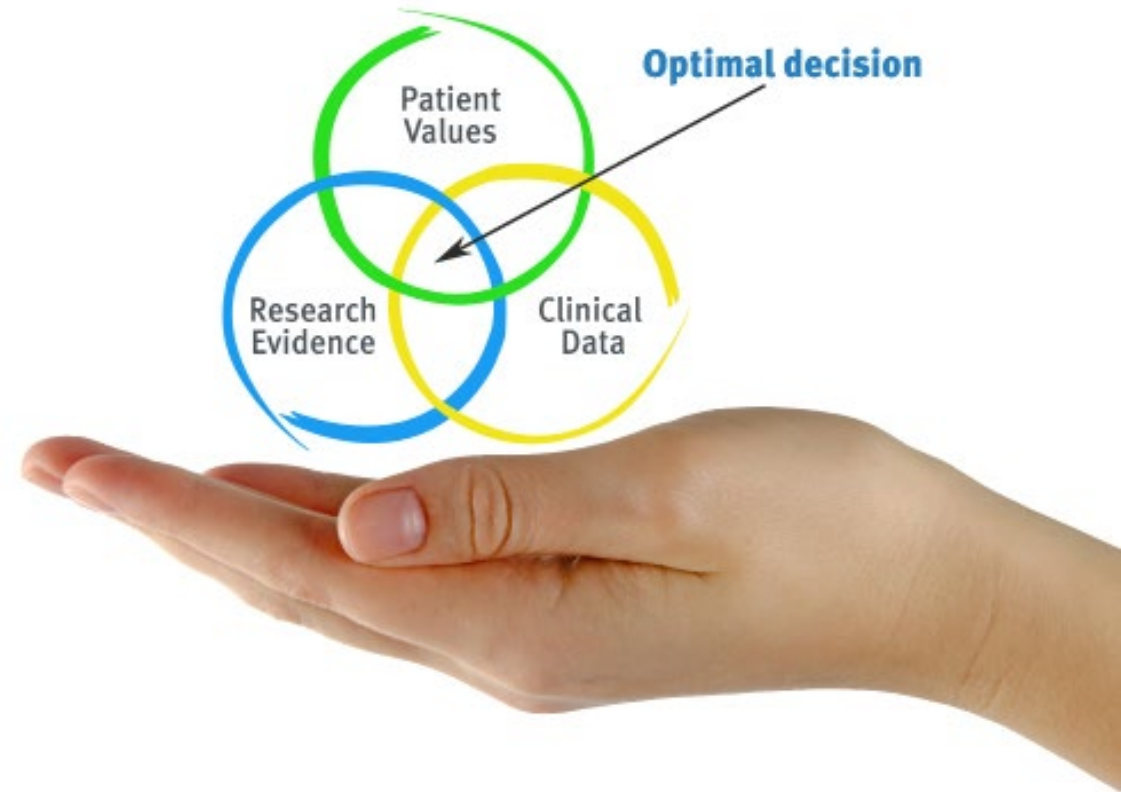 Patient
Values
Optimal decision
Research
Evidence
Clinical
Data